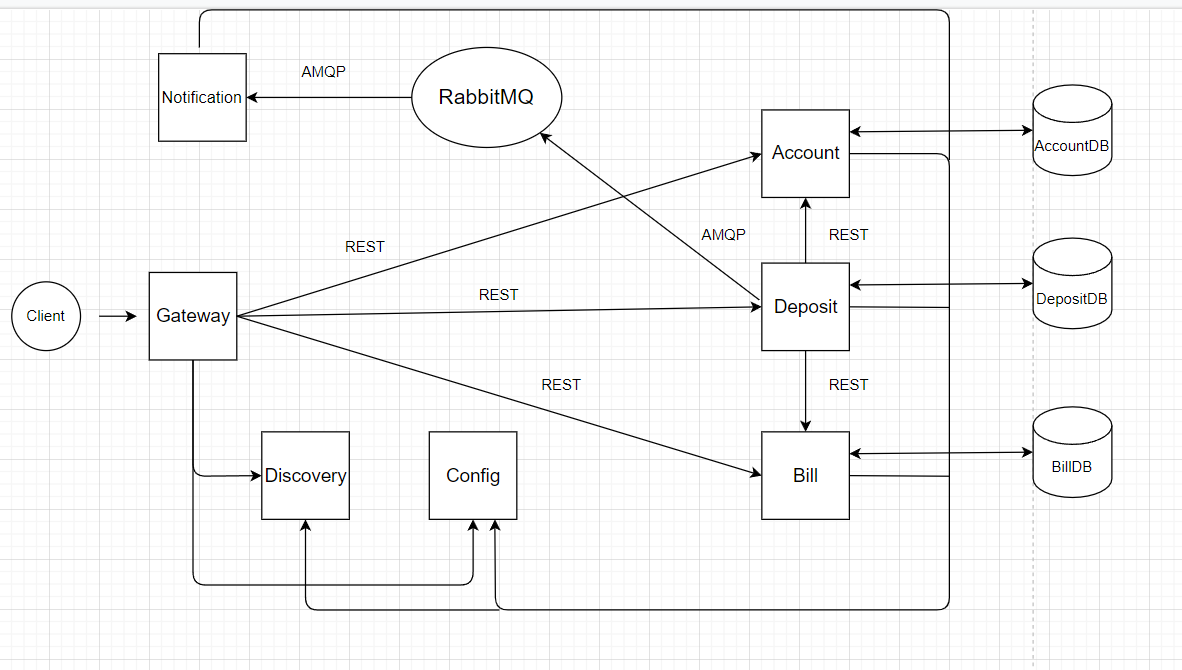 AMQP
RabbitMQ
Notification
Account
AccountDB
AMQP
REST
REST
REST
DepositDB
Client
Gateway
Deposit
REST
REST
Discovery
Config
Bill
BillDB